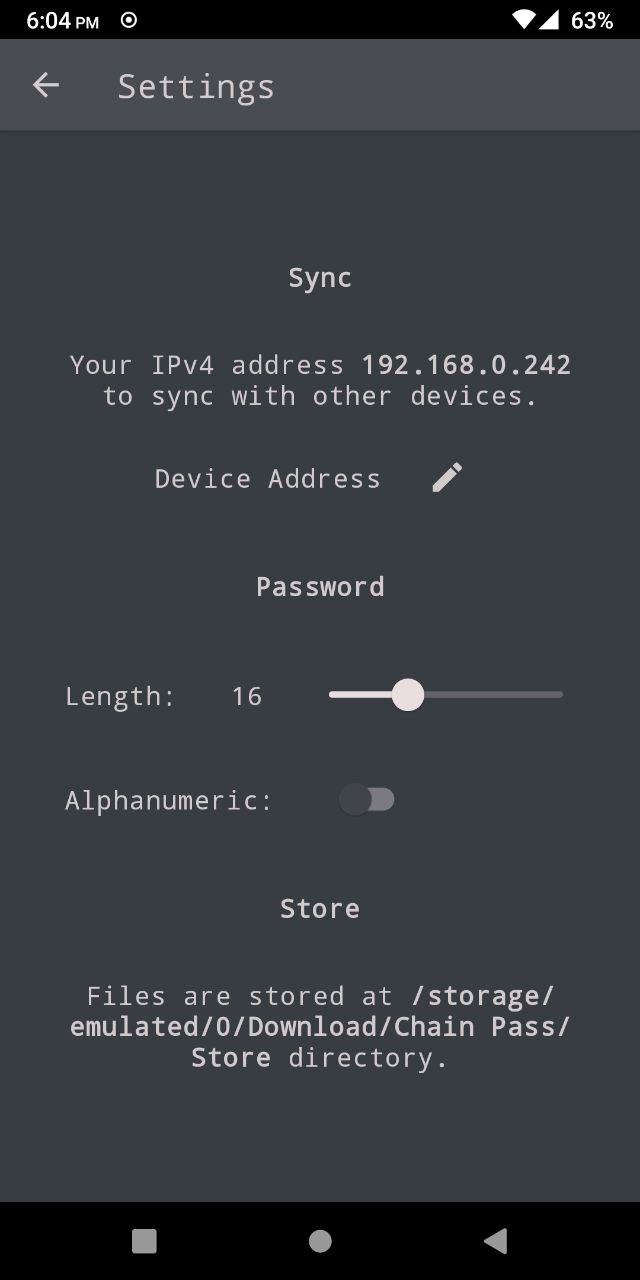 6:04 PM
63%
Settings
Sync
Your IPv4 address 192.168.0.242
to sync with other devices.
Device Address
Password
Length: 16
Alphanumeric:
Store
Files are stored at /storage/
emulated/0/Download/Chain Pass/
Store directory.